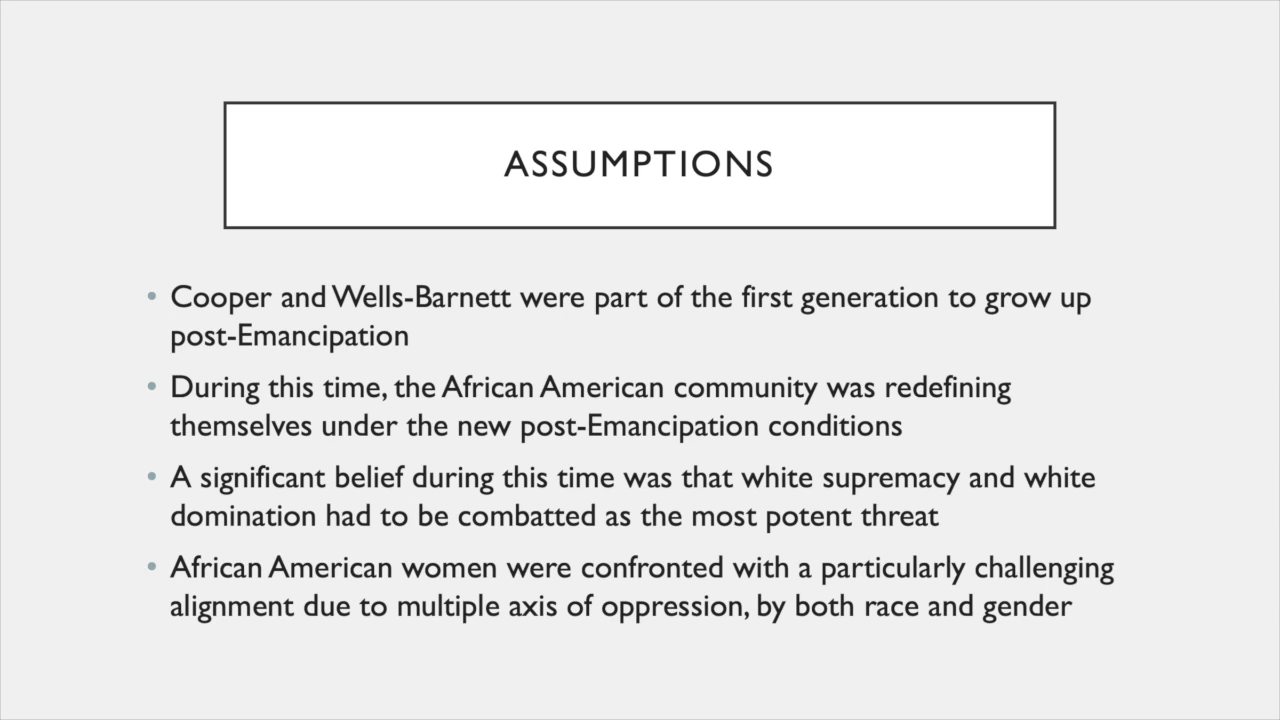 ASSUMPTIONS
• Cooper and Wells-Barnett were part of the first generation to grow up
post-Emancipation
• During this time, the African American community was redefining
themselves under the new post-Emancipation conditions
• A significant belief during this time was that white supremacy and white
domination had to be combatted as the most potent threat
• African American women were confronted with a particularly challenging
alignment due to multiple axis of oppression, by both race and gender